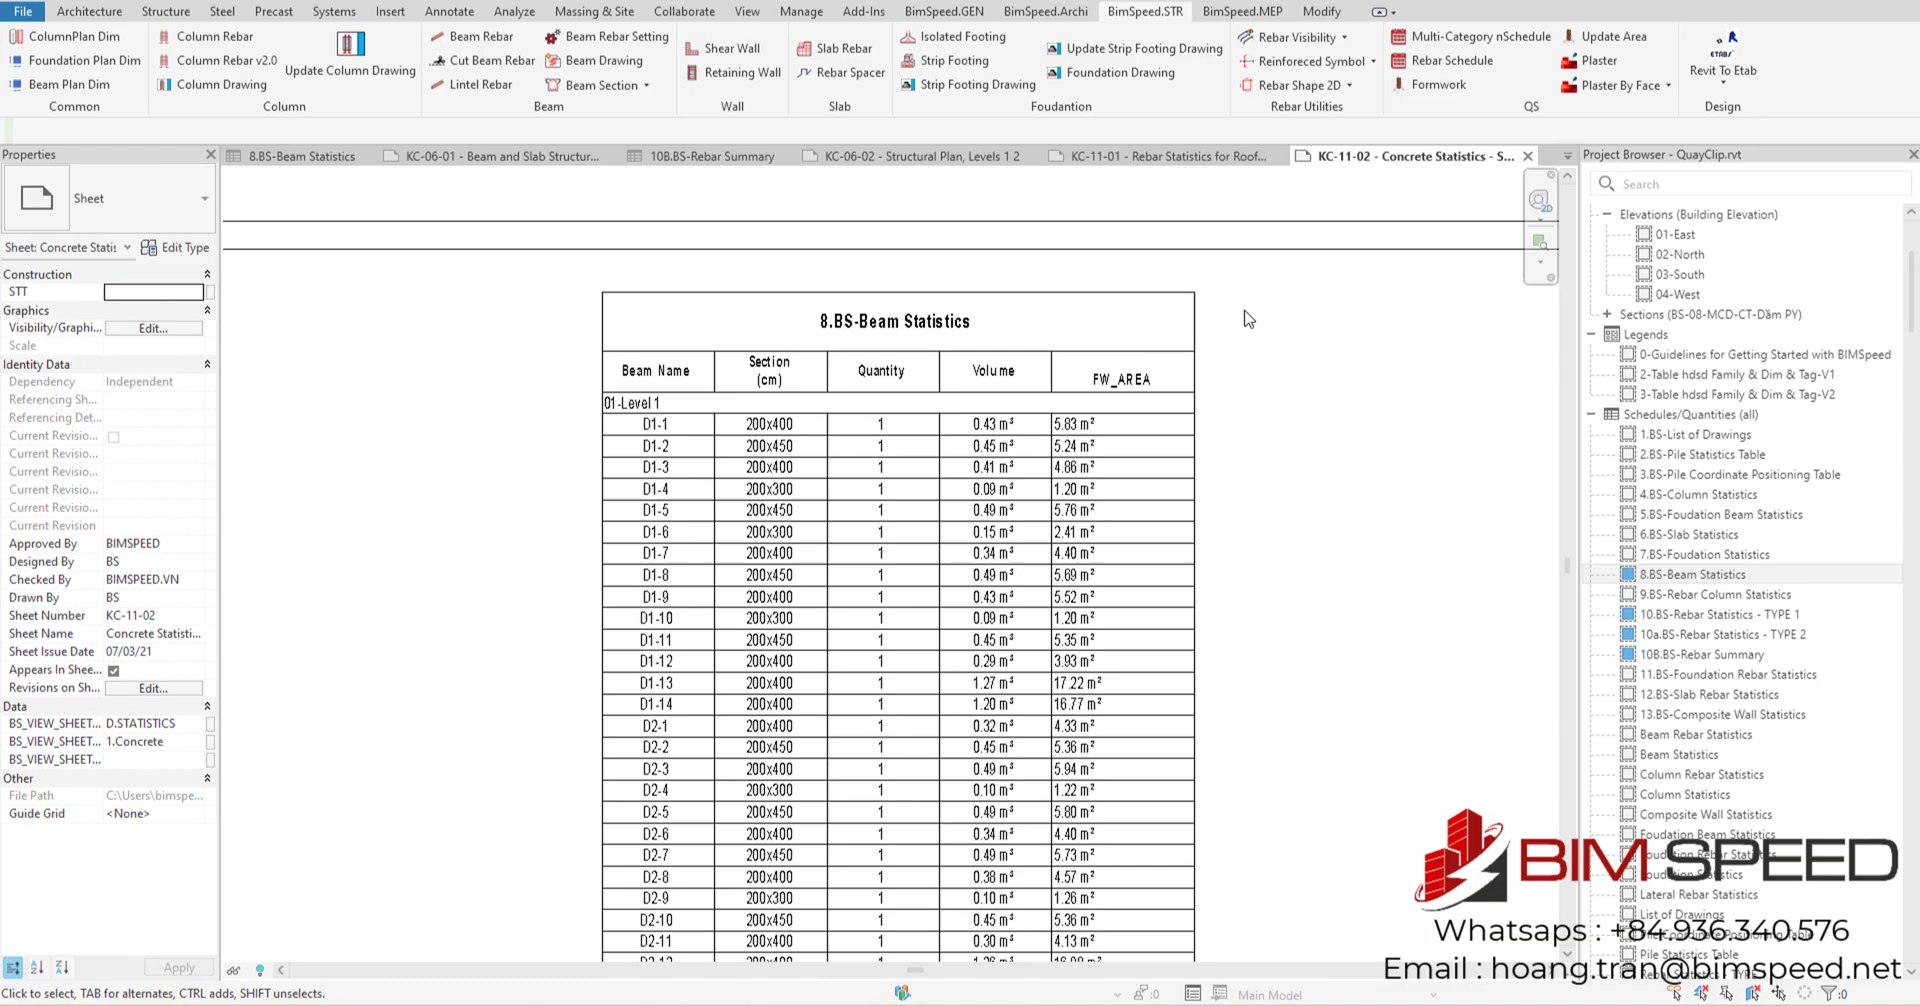 File Architecture Structure Steel Precast Systems Insert Annotate Analyze Massing & Site Collaborate View Manage Add-Ins BimSpeed.GEN BimSpeed.Archi BimSpeed.STR BimSpeed.MEP Modify
ColumnPlan Dim
Foundation Plan Dim
Beam Plan Dim
Common
Column Rebar
Column Rebar v2.0
Column Drawing
Update Column Drawing
Column
Beam Rebar
Cut Beam Rebar
Lintel Rebar
Beam Rebar Setting
Beam Drawing
Beam Section
Beam
Shear Wall
Retaining Wall
Wall
Slab Rebar
Rebar Spacer
Slab
Isolated Footing
Strip Footing
Strip Footing Drawing
Update Strip Footing Drawing
Foundation Drawing
Foudantion
Rebar Visibility
Reinforeced Symbol
Rebar Shape 2D
Rebar Utilities
Multi-Category nSchedule
Rebar Schedule
Formwork
Update Area
Plaster
Plaster By Face
QS
ETABS
Revit To Etab
Design
Properties
8.BS-Beam Statistics KC-06-01 - Beam and Slab Structur... 10B.BS-Rebar Summary KC-06-02 - Structural Plan, Levels 1 2 KC-11-01 - Rebar Statistics for Roof... KC-11-02 - Concrete Statistics - S...
Sheet
Sheet: Concrete Statis Edit Type
Construction
STT
Graphics
Visibility/Graphi... Edit...
Scale
Identity Data
Dependency Independent
Referencing Sh...
Referencing Det...
Current Revisio...
Current Revisio...
Current Revisio...
Current Revisio...
Current Revisio...
Current Revision
Approved By BIMSPEED
Designed By BS
Checked By BIMSPEED.VN
Drawn By BS
Sheet Number KC-11-02
Sheet Name Concrete Statisti...
Sheet Issue Date 07/03/21
Appears In Shee...
Revisions on Sh... Edit...
Data
BS_VIEW_SHEET... D.STATISTICS
BS_VIEW_SHEET... 1.Concrete
BS_VIEW_SHEET...
Other
File Path C:\Users\bimspe...
Guide Grid <None>
Apply
8.BS-Beam Statistics
Beam Name Section (cm) Quantity Volume FW_AREA
01-Level 1
D1-1 200x400 1 0.43 m³ 5.83 m²
D1-2 200x450 1 0.45 m³ 5.24 m²
D1-3 200x400 1 0.41 m³ 4.86 m²
D1-4 200x300 1 0.09 m³ 1.20 m²
D1-5 200x450 1 0.49 m³ 5.76 m²
D1-6 200x300 1 0.15 m³ 2.41 m²
D1-7 200x400 1 0.34 m³ 4.40 m²
D1-8 200x450 1 0.49 m³ 5.69 m²
D1-9 200x400 1 0.43 m³ 5.52 m²
D1-10 200x300 1 0.09 m³ 1.20 m²
D1-11 200x450 1 0.45 m³ 5.35 m²
D1-12 200x400 1 0.29 m³ 3.93 m²
D1-13 200x400 1 1.27 m³ 17.22 m²
D1-14 200x400 1 1.20 m³ 16.77 m²
D2-1 200x400 1 0.32 m³ 4.33 m²
D2-2 200x450 1 0.45 m³ 5.36 m²
D2-3 200x400 1 0.49 m³ 5.94 m²
D2-4 200x300 1 0.10 m³ 1.22 m²
D2-5 200x450 1 0.49 m³ 5.80 m²
D2-6 200x400 1 0.34 m³ 4.40 m²
D2-7 200x450 1 0.49 m³ 5.73 m²
D2-8 200x400 1 0.38 m³ 4.57 m²
D2-9 200x300 1 0.10 m³ 1.26 m²
D2-10 200x450 1 0.45 m³ 5.36 m²
D2-11 200x400 1 0.30 m³ 4.13 m²
2D
Project Browser - QuayClip.rvt
Search
Elevations (Building Elevation)
01-East
02-North
03-South
04-West
Sections (BS-08-MCD-CT-Dầm PY)
Legends
0-Guidelines for Getting Started with BIMSpeed
2-Table hdsd Family & Dim & Tag-V1
3-Table hdsd Family & Dim & Tag-V2
Schedules/Quantities (all)
1.BS-List of Drawings
2.BS-Pile Statistics Table
3.BS-Pile Coordinate Positioning Table
4.BS-Column Statistics
5.BS-Foudation Beam Statistics
6.BS-Slab Statistics
7.BS-Foudation Statistics
8.BS-Beam Statistics
9.BS-Rebar Column Statistics
10.BS-Rebar Statistics - TYPE 1
10a.BS-Rebar Statistics - TYPE 2
10B.BS-Rebar Summary
11.BS-Foundation Rebar Statistics
12.BS-Slab Rebar Statistics
13.BS-Composite Wall Statistics
Beam Rebar Statistics
Beam Statistics
Column Rebar Statistics
Column Statistics
Composite Wall Statistics
Foudation Beam Statistics
Lateral Rebar Statistics
List of Drawings
Pile Statistics Table
BIM SPEED
Whatsaps : +84.936.340.576
Email : hoang.tran@bimspeed.net
Click to select, TAB for alternates, CTRL adds, SHIFT unselects.
:0
Main Model
:0